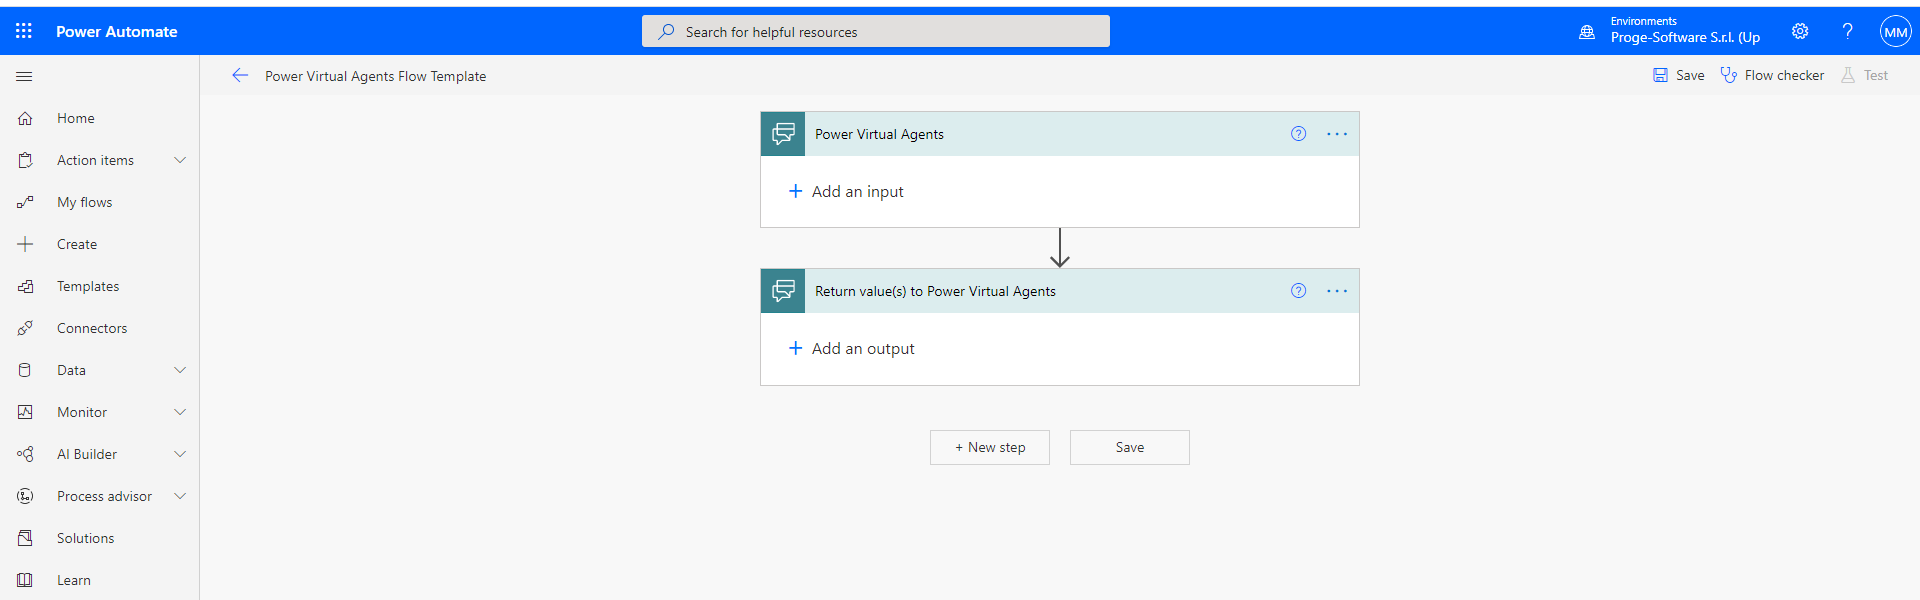 Power Automate
Search for helpful resources
Environments
Proge-Software S.r.l. (Up
?
MM
Power Virtual Agents Flow Template
Save
Flow checker
Test
Home
Action items
My flows
Create
Templates
Connectors
Data
Monitor
AI Builder
Process advisor
Solutions
Learn
Power Virtual Agents
?
...
+ Add an input
Return value(s) to Power Virtual Agents
?
...
+ Add an output
+ New step
Save